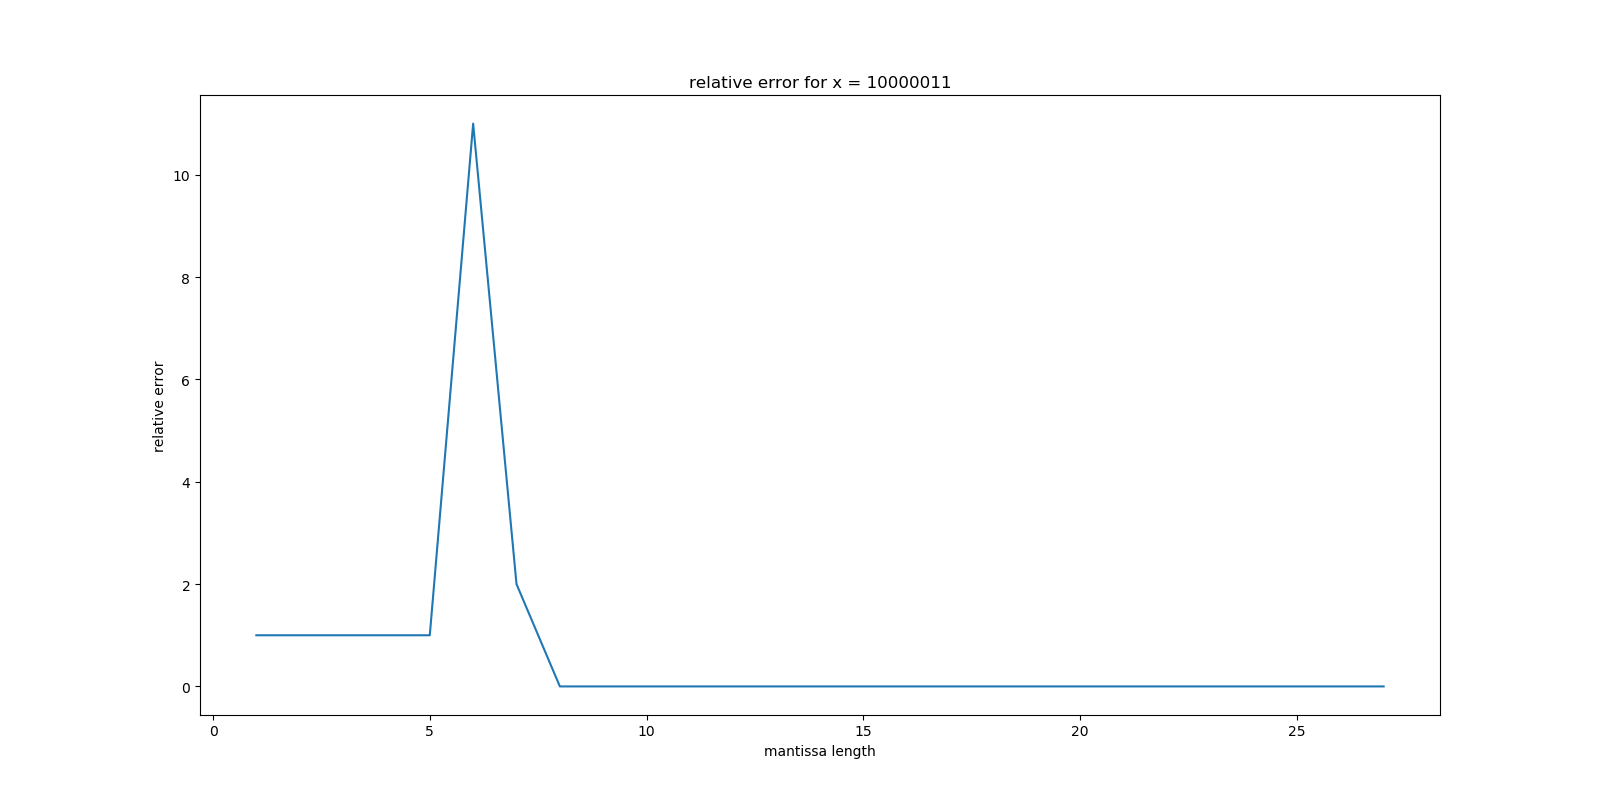 relative error for x = 10000011
relative error
10
8
6
4
2
0
0 5 10 15 20 25
mantissa length